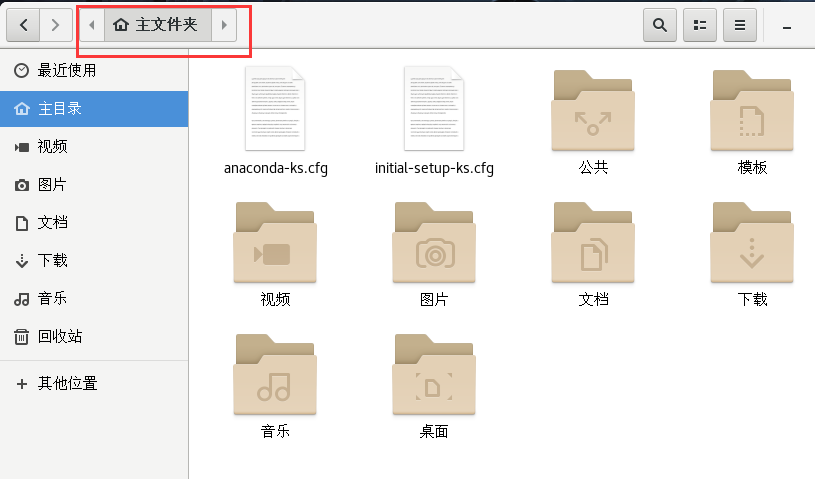 主文件夹
最近使用
主目录
视频
图片
文档
下载
音乐
回收站
其他位置
anaconda-ks.cfg
initial-setup-ks.cfg
公共
模板
视频
图片
文档
下载
音乐
桌面